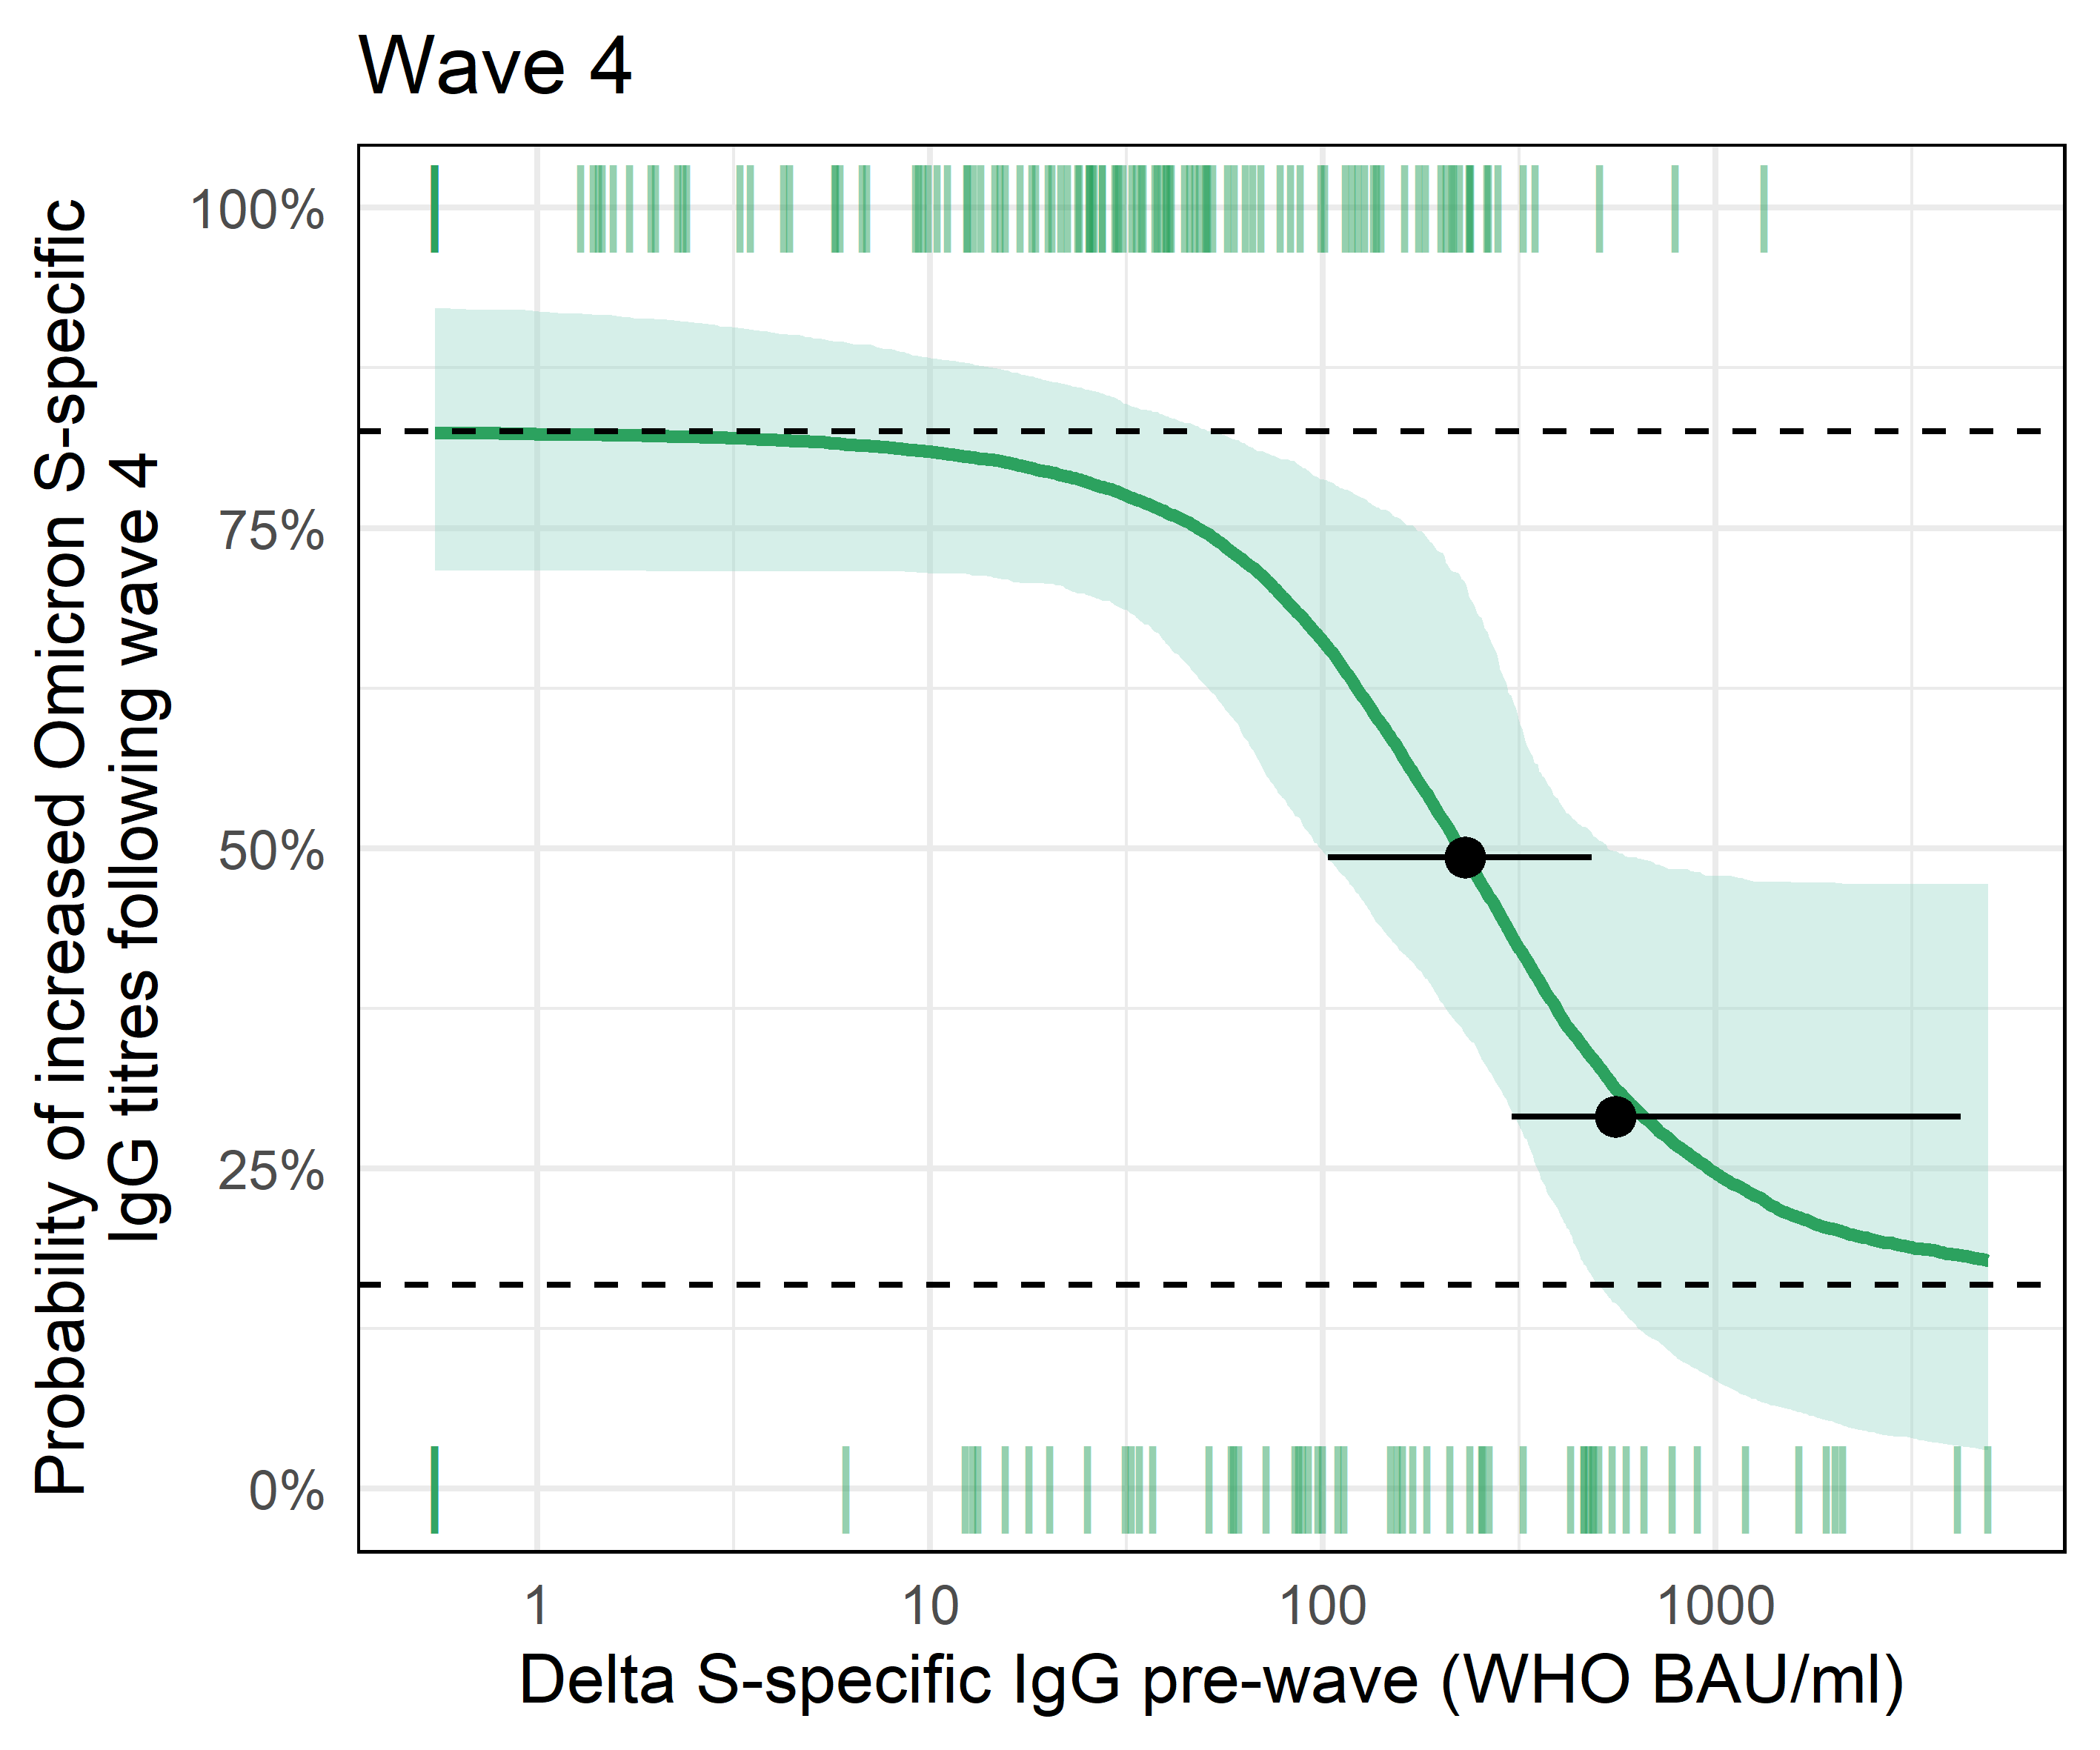 Wave 4
Probability of increased Omicron S-specific
IgG titres following wave 4
100%
75%
50%
25%
0%
1 10 100 1000
Delta S-specific IgG pre-wave (WHO BAU/ml)